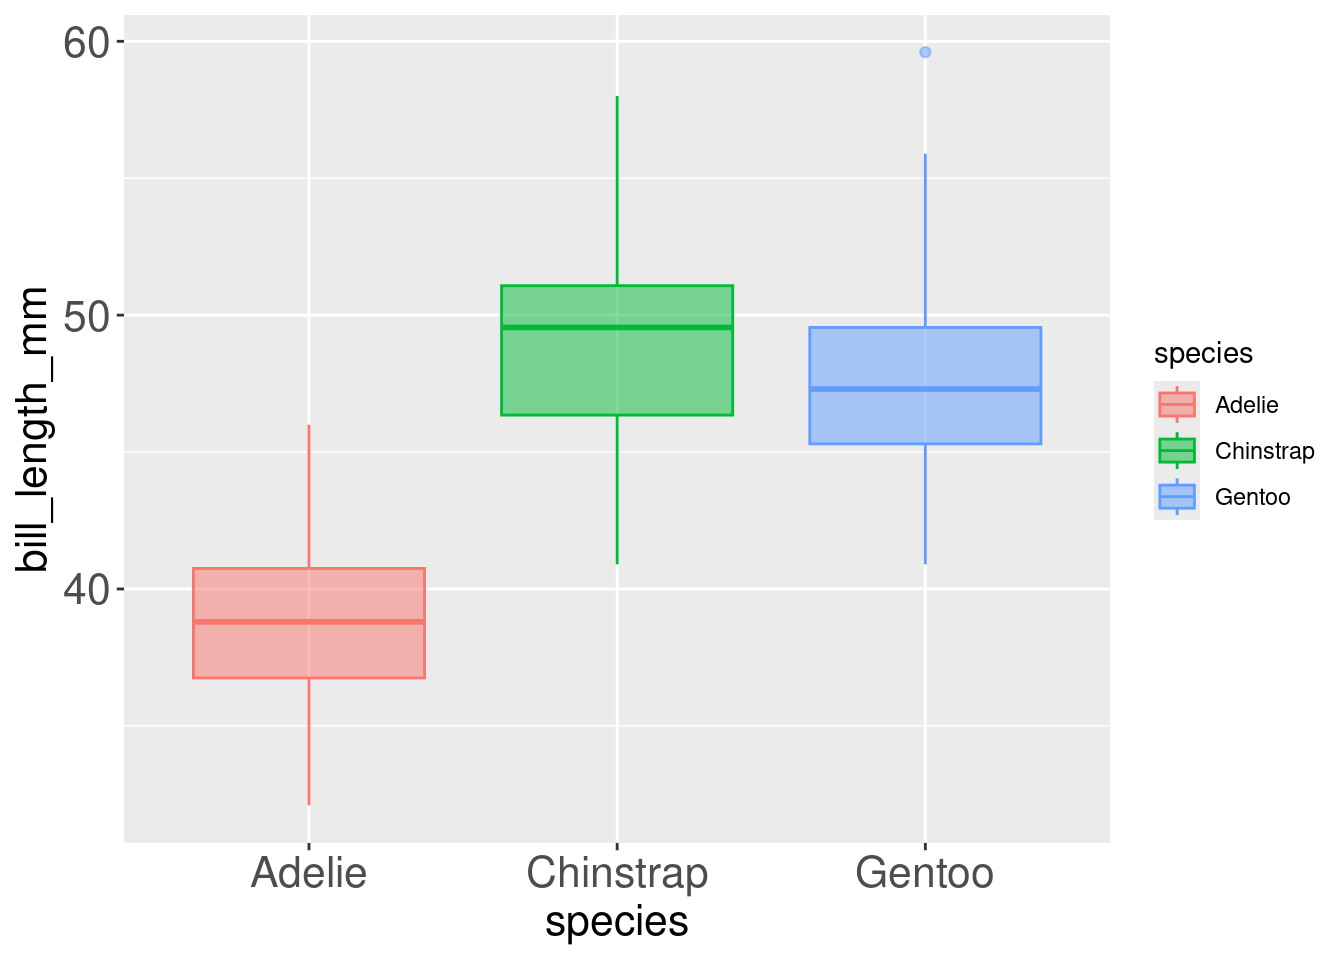 60
50
40
bill_length_mm
Adelie
Chinstrap
Gentoo
species
species
Adelie
Chinstrap
Gentoo